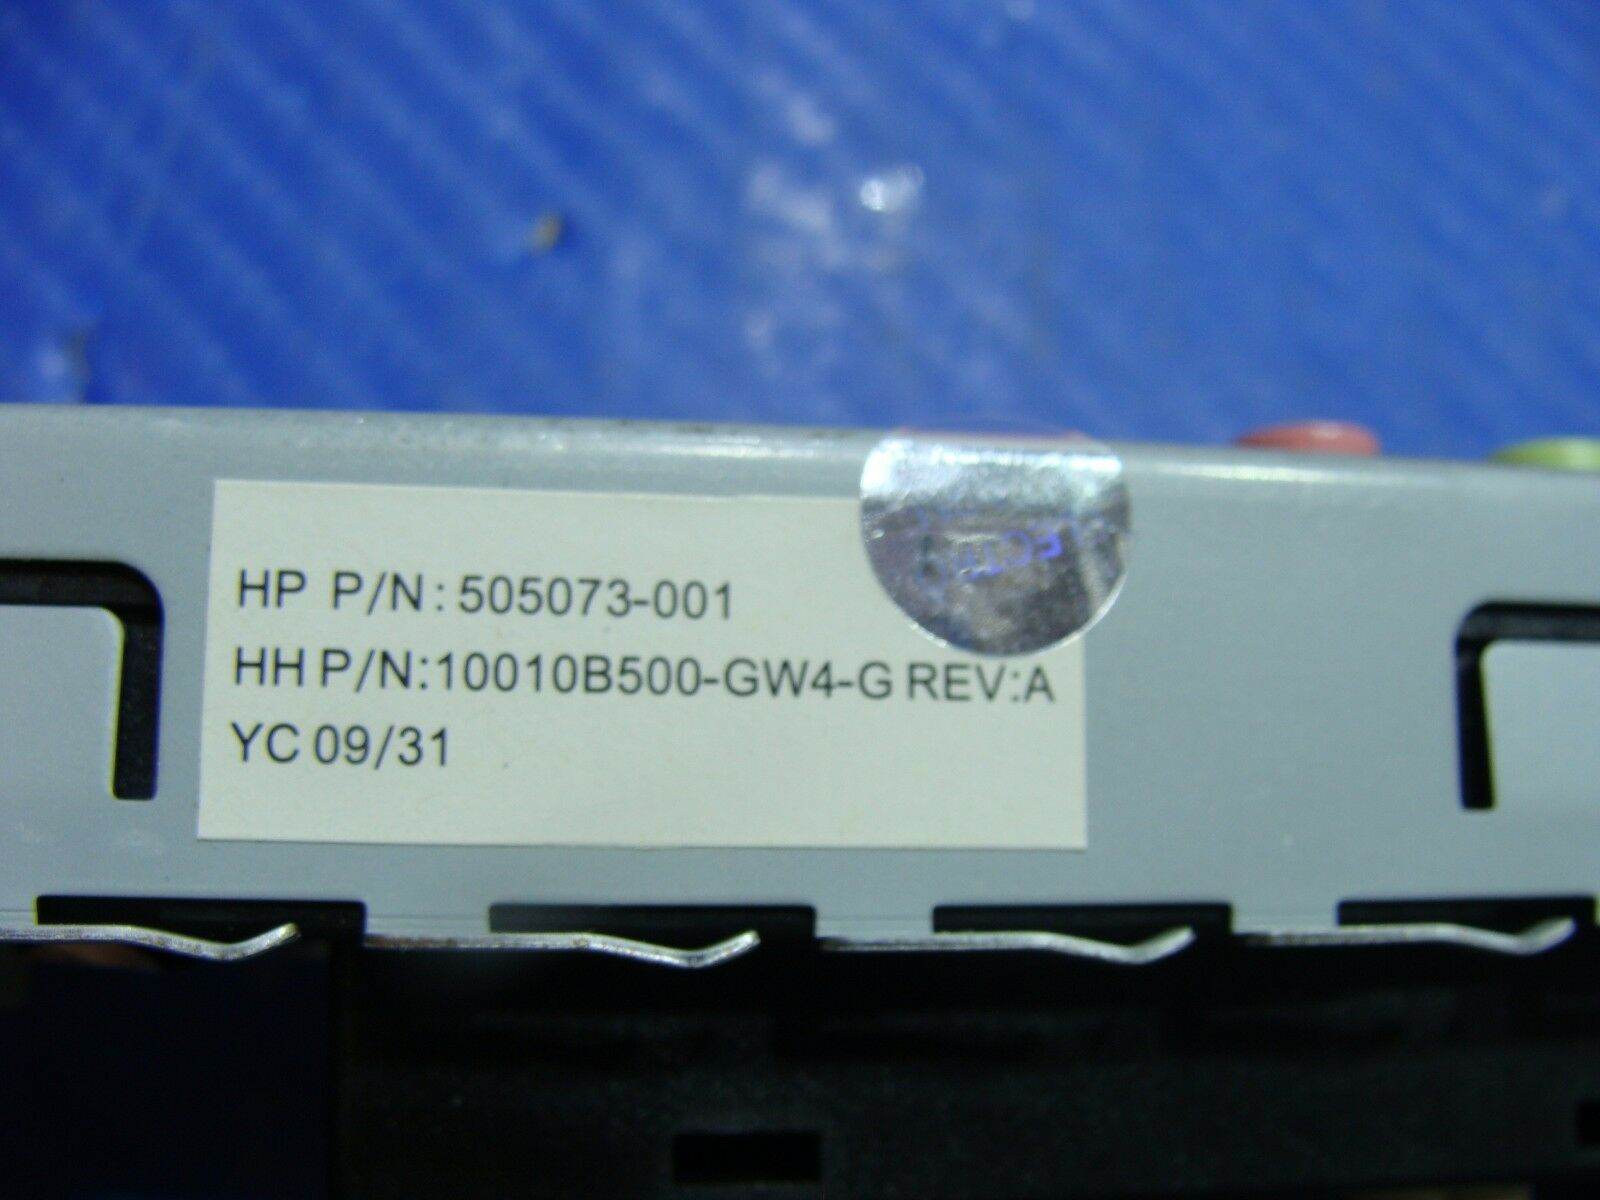 HP P/N: 505073-001
HH P/N:10010B500-GW4-G REV:A
YC 09/31